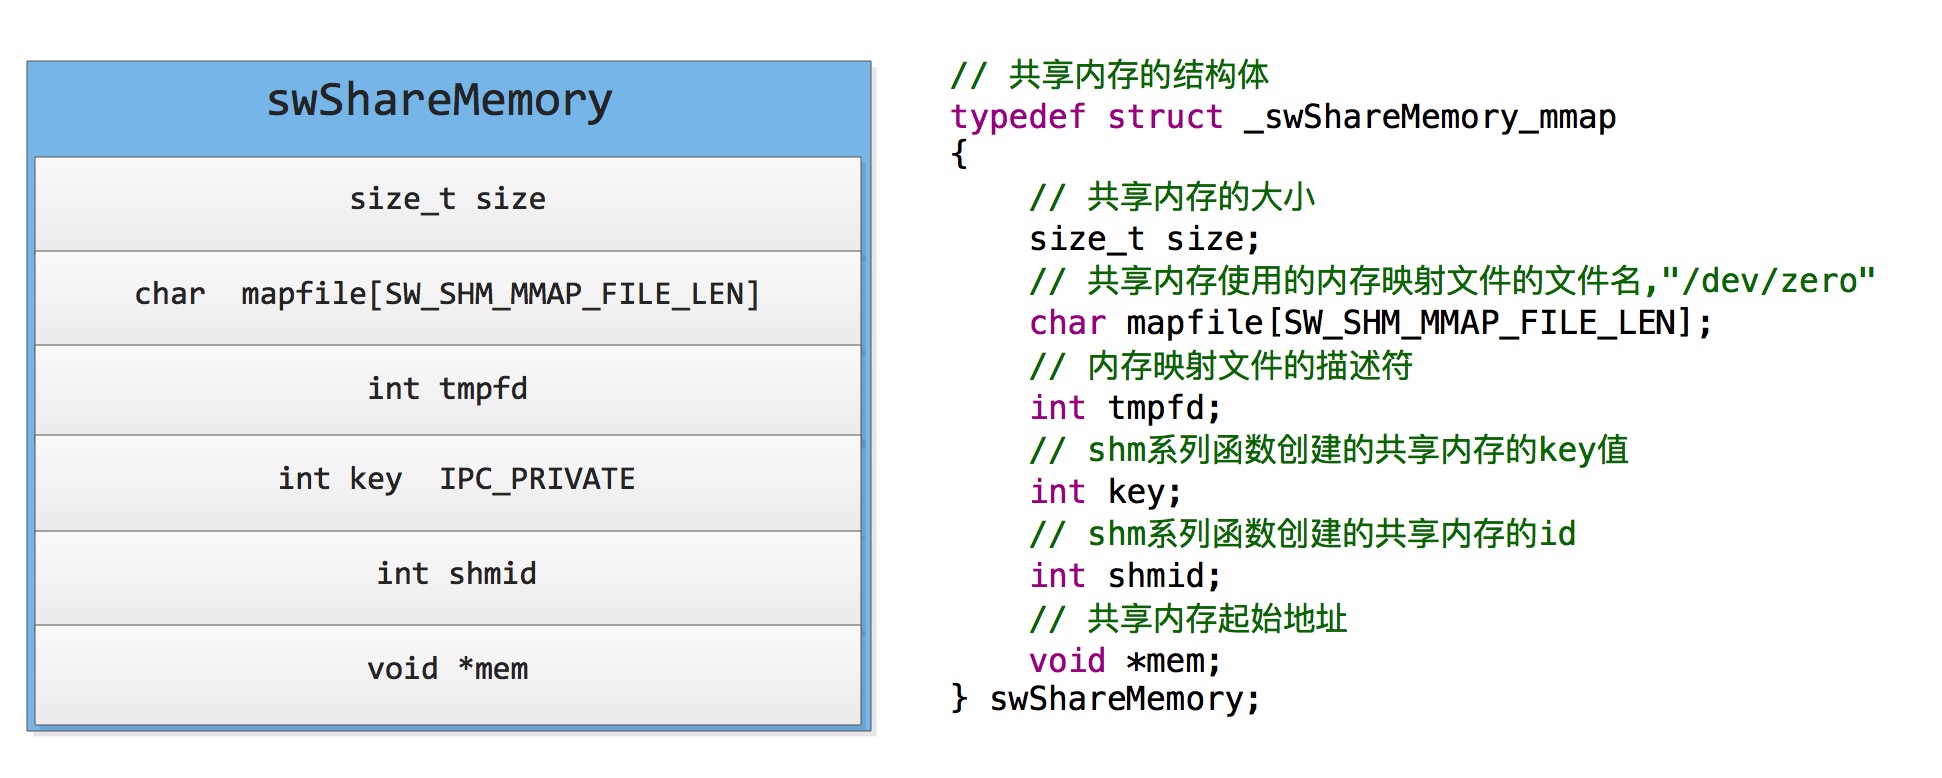 swShareMemory
size_t size
char  mapfile[SW_SHM_MMAP_FILE_LEN]
int tmpfd
int key  IPC_PRIVATE
int shmid
void *mem
// 共享内存的结构体
typedef struct _swShareMemory_mmap
{
    // 共享内存的大小
    size_t size;
    // 共享内存使用的内存映射文件的文件名,"/dev/zero"
    char mapfile[SW_SHM_MMAP_FILE_LEN];
    // 内存映射文件的描述符
    int tmpfd;
    // shm系列函数创建的共享内存的key值
    int key;
    // shm系列函数创建的共享内存的id
    int shmid;
    // 共享内存起始地址
    void *mem;
} swShareMemory;